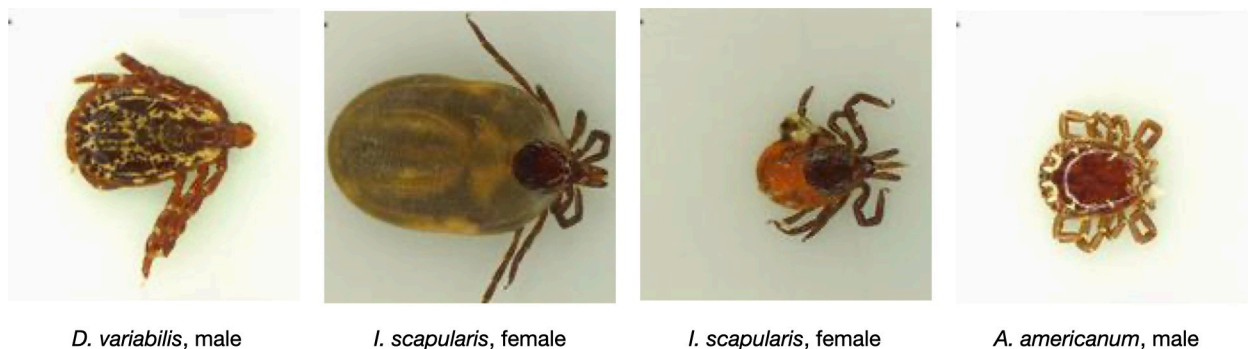 D. variabilis, male
I. scapularis, female
I. scapularis, female
A. americanum, male